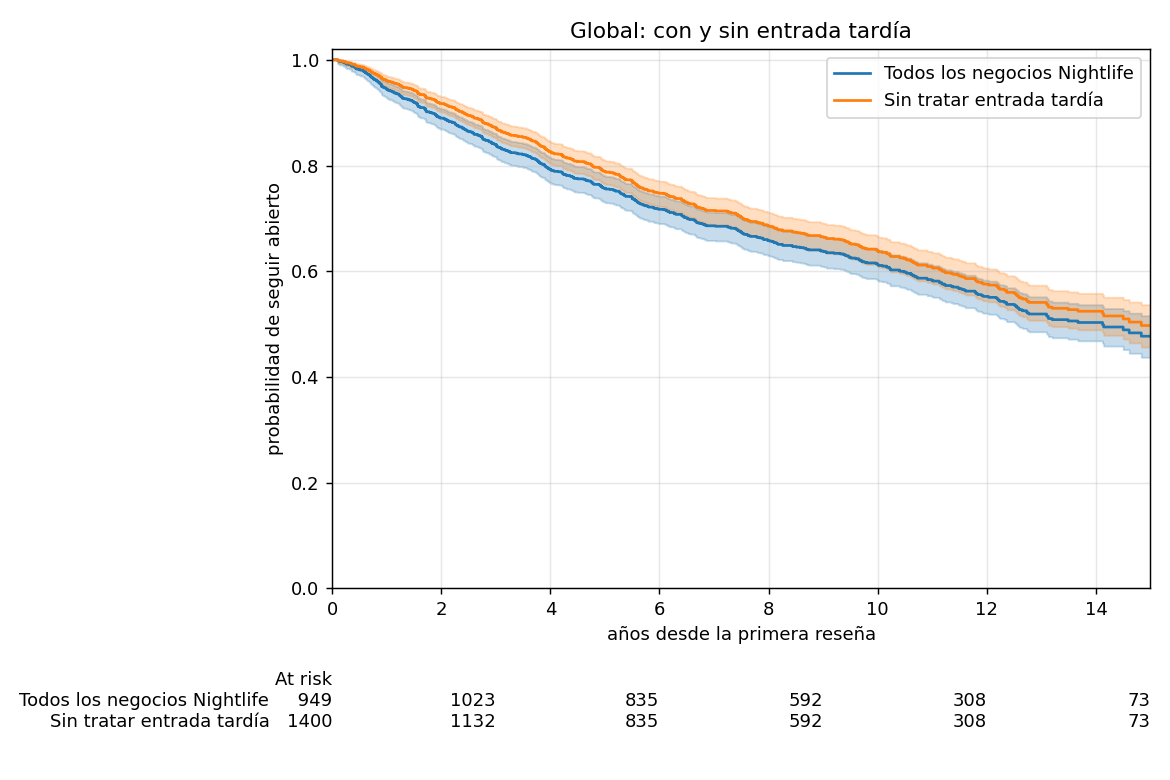 Global: con y sin entrada tardía
Todos los negocios Nightlife
Sin tratar entrada tardía
1.0
0.8
0.6
0.4
0.2
0.0
probabilidad de seguir abierto
0 2 4 6 8 10 12 14
años desde la primera reseña
At risk
Todos los negocios Nightlife 949 1023 835 592 308 73
Sin tratar entrada tardía 1400 1132 835 592 308 73